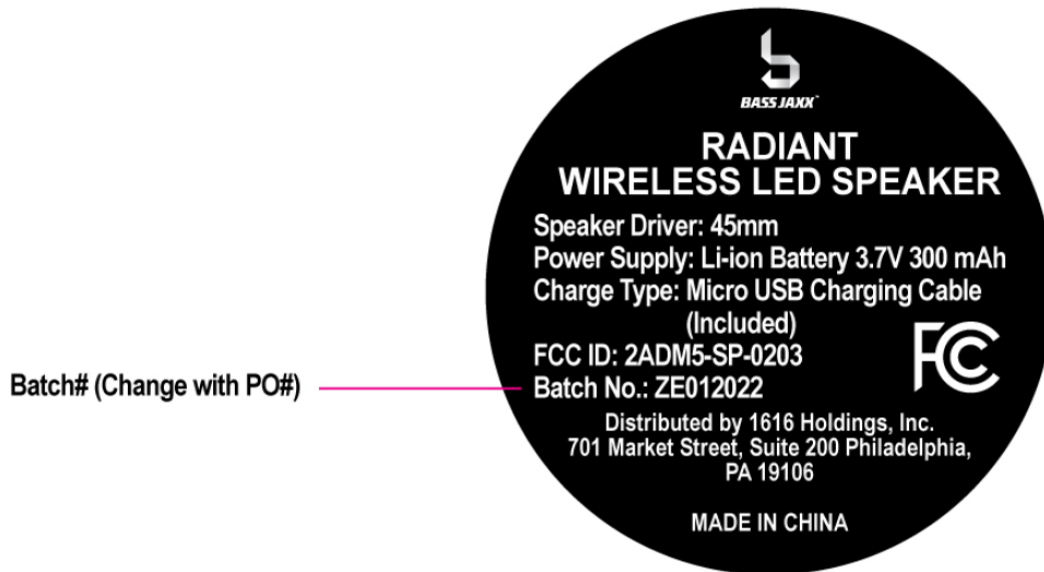 BASS JAXX™
RADIANT
WIRELESS LED SPEAKER
Speaker Driver: 45mm
Power Supply: Li-ion Battery 3.7V 300 mAh
Charge Type: Micro USB Charging Cable
(Included)
FCC ID: 2ADM5-SP-0203
FC
Batch# (Change with PO#)
Batch No.: ZE012022
Distributed by 1616 Holdings, Inc.
701 Market Street, Suite 200 Philadelphia,
PA 19106
MADE IN CHINA